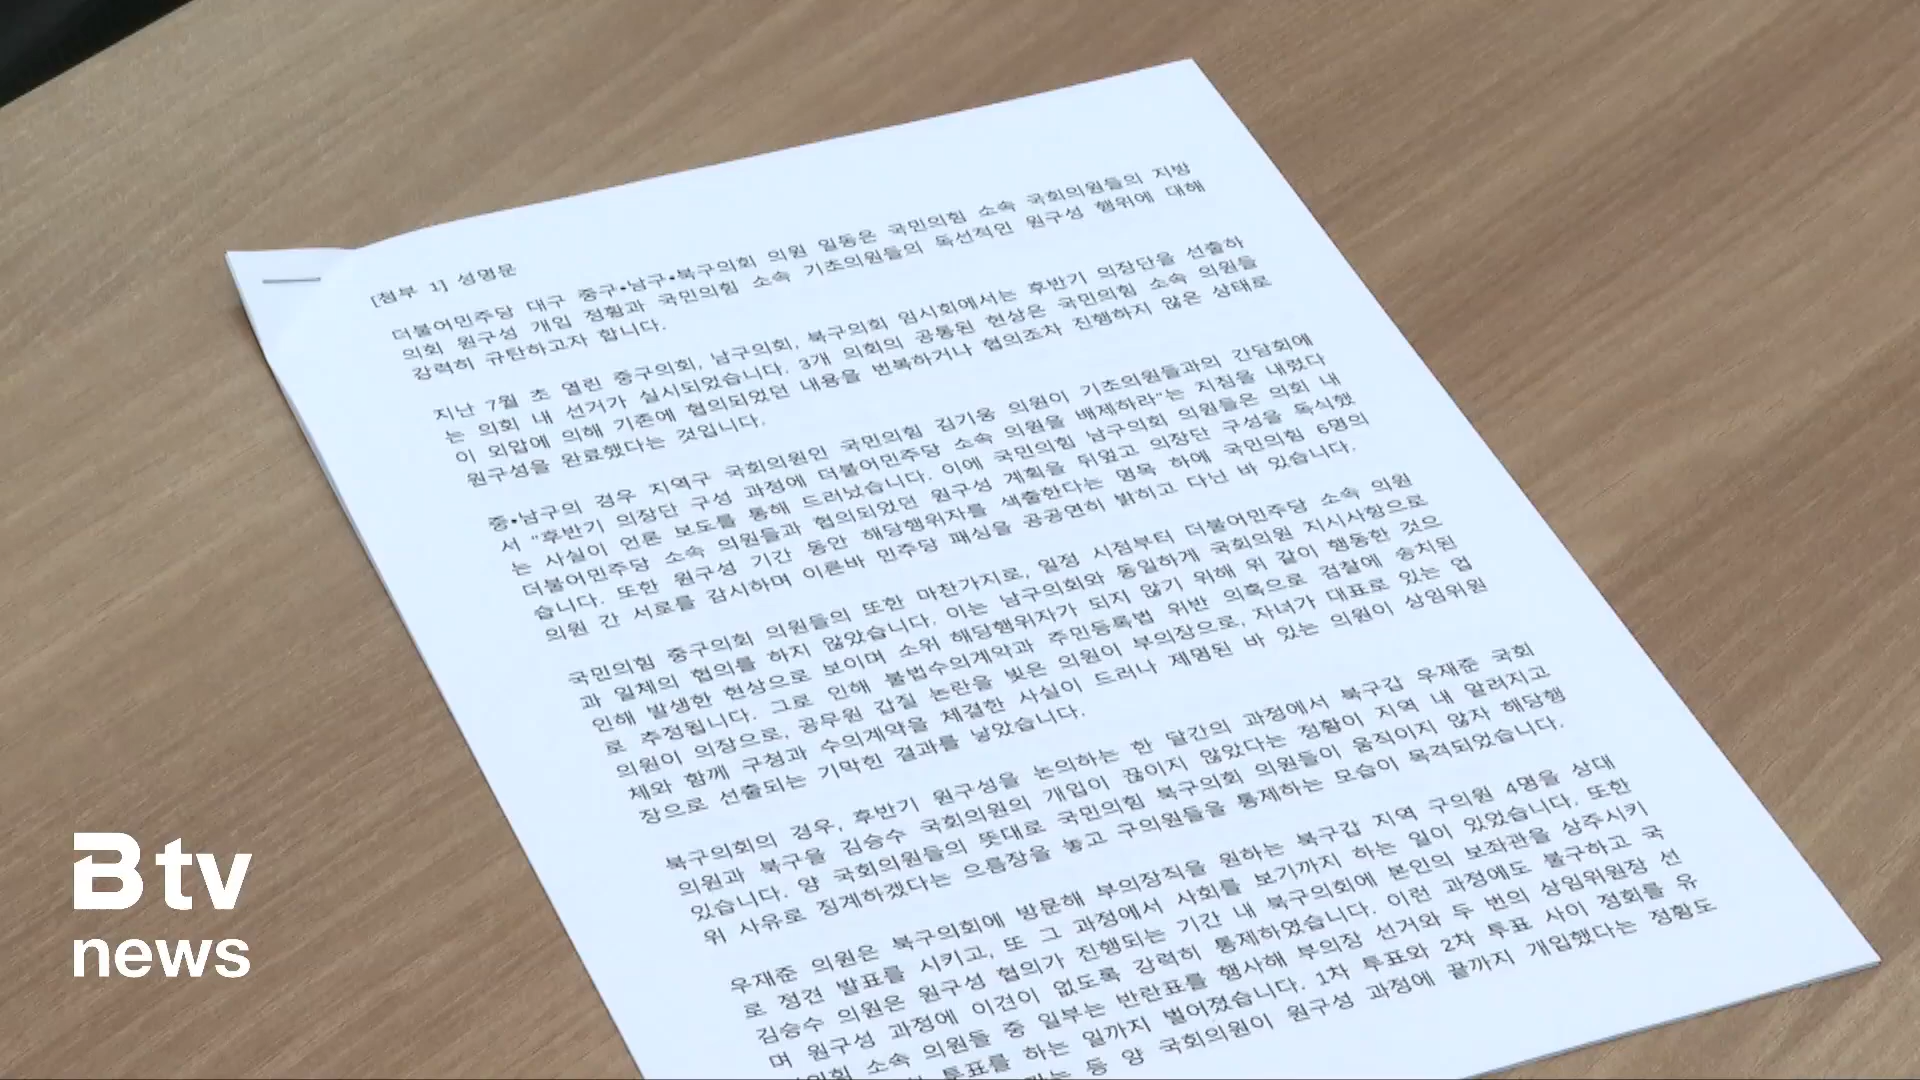 [첨부 1] 성명문
더불어민주당 대구 중구•남구•북구의회 의원 일동은 국민의힘 소속 국회의원들의 지방
의회 원구성 개입 정황과 국민의힘 소속 기초의원들의 독선적인 원구성 행위에 대해
강력히 규탄하고자 합니다.
지난 7월 초 열린 중구의회, 남구의회, 북구의회 임시회에서는 후반기 의장단을 선출하
는 의회 내 선거가 실시되었습니다. 3개 의회의 공통된 현상은 국민의힘 소속 의원들
이 외압에 의해 기존에 협의되었던 내용을 번복하거나 협의조차 진행하지 않은 상태로
원구성을 완료했다는 것입니다.
중•남구의 경우 지역구 국회의원인 국민의힘 김기웅 의원이 기초의원들과의 간담회에
서 "후반기 의장단 구성 과정에 더불어민주당 소속 의원을 배제하라"는 지침을 내렸다
는 사실이 언론 보도를 통해 드러났습니다. 이에 국민의힘 남구의회 의원들은 의회 내
더불어민주당 소속 의원들과 협의되었던 원구성 계획을 뒤엎고 의장단 구성을 독식했
습니다. 또한 원구성 기간 동안 해당행위자를 색출한다는 명목 하에 국민의힘 6명의
의원 간 서로를 감시하며 이른바 민주당 패싱을 공공연히 밝히고 다닌 바 있습니다.
국민의힘 중구의회 의원들의 또한 마찬가지로, 일정 시점부터 더불어민주당 소속 의원
과 일체의 협의를 하지 않았습니다. 이는 남구의회와 동일하게 국회의원 지시사항으로
인해 발생한 현상으로 보이며 소위 해당행위자가 되지 않기 위해 위 같이 행동한 것으
로 추정됩니다. 그로 인해 불법수의계약과 주민등록법 위반 의혹으로 검찰에 송치된
의원이 의장으로, 공무원 갑질 논란을 빚은 의원이 부의장으로, 자녀가 대표로 있는 업
체와 함께 구청과 수의계약을 체결한 사실이 드러나 제명된 바 있는 의원이 상임위원
장으로 선출되는 기막힌 결과를 낳았습니다.
북구의회의 경우, 후반기 원구성을 논의하는 한 달간의 과정에서 북구갑 우재준 국회
의원과 북구을 김승수 국회의원의 개입이 끊이지 않았다는 정황이 지역 내 알려지고
있습니다. 양 국회의원들의 뜻대로 국민의힘 북구의회 의원들이 움직이지 않자 해당행
위 사유로 징계하겠다는 으름장을 놓고 구의원들을 통제하는 모습이 목격되었습니다.
우재준 의원은 북구의회에 방문해 부의장직을 원하는 북구갑 지역 구의원 4명을 상대
로 정견 발표를 시키고, 또 그 과정에서 사회를 보기까지 하는 일이 있었습니다. 또한
김승수 의원은 원구성 협의가 진행되는 기간 내 북구의회에 본인의 보좌관을 상주시키
며 원구성 과정에 이견이 없도록 강력히 통제하였습니다. 이런 과정에도 불구하고 국
의힘 소속 의원들 중 일부는 반란표를 행사해 부의장 선거와 두 번의 상임위원장 선
투표를 하는 일까지 벌어졌습니다. 1차 투표와 2차 투표 사이 정회를 유
등 양 국회의원이 원구성 과정에 끝까지 개입했다는 정황도
B tv
news